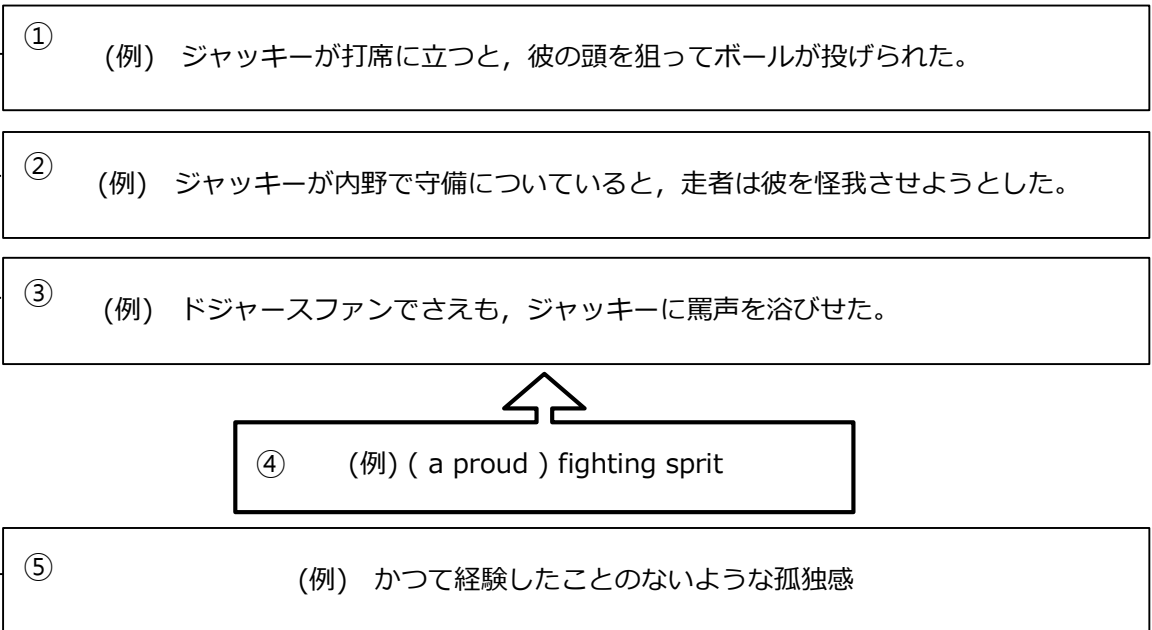 ① (例) ジャッキーが打席に立つと，彼の頭を狙ってボールが投げられた。
② (例) ジャッキーが内野で守備についていると，走者は彼を怪我させようとした。
③ (例) ドジャースファンでさえも，ジャッキーに罵声を浴びせた。
④ (例) ( a proud ) fighting sprit
⑤ (例) かつて経験したことのないような孤独感